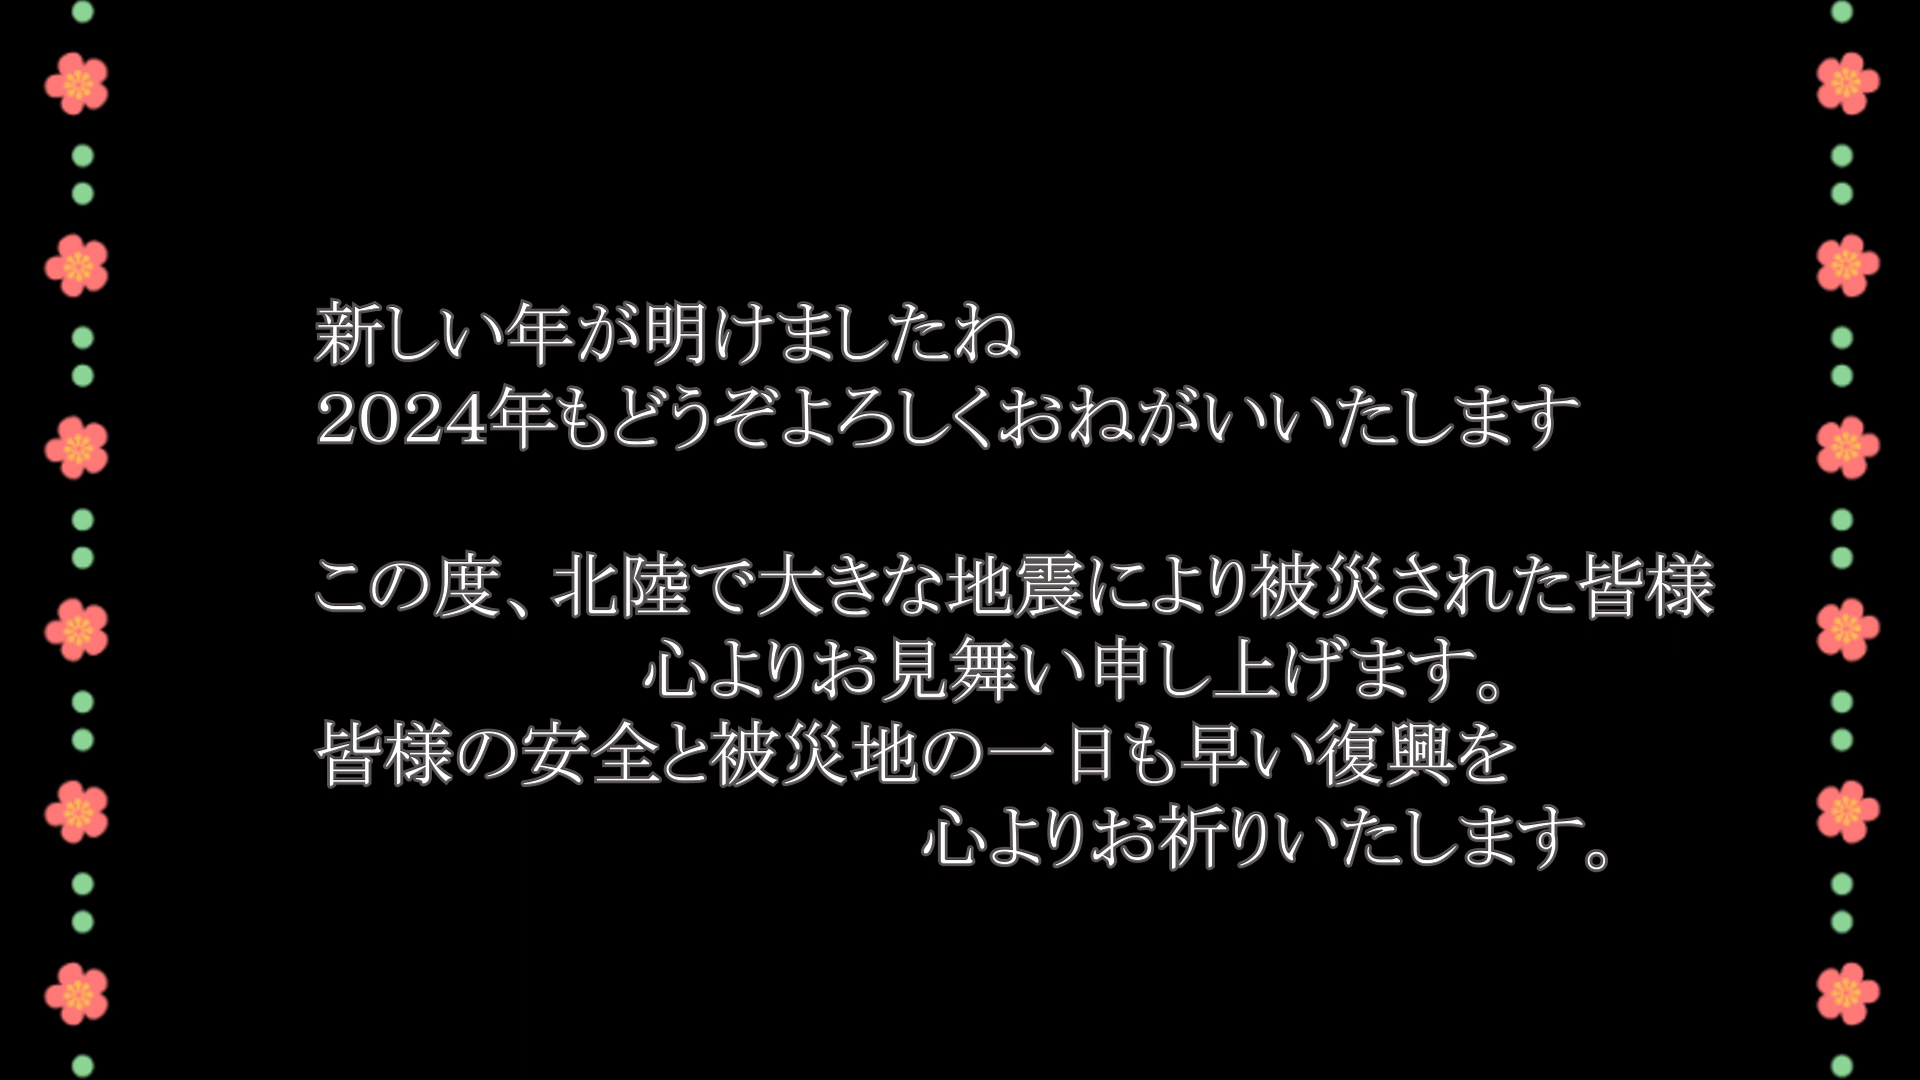 新しい年が明けましたね
2024年もどうぞよろしくおねがいいたします
この度、北陸で大きな地震により被災された皆様
心よりお見舞い申し上げます。
皆様の安全と被災地の一日も早い復興を
心よりお祈りいたします。